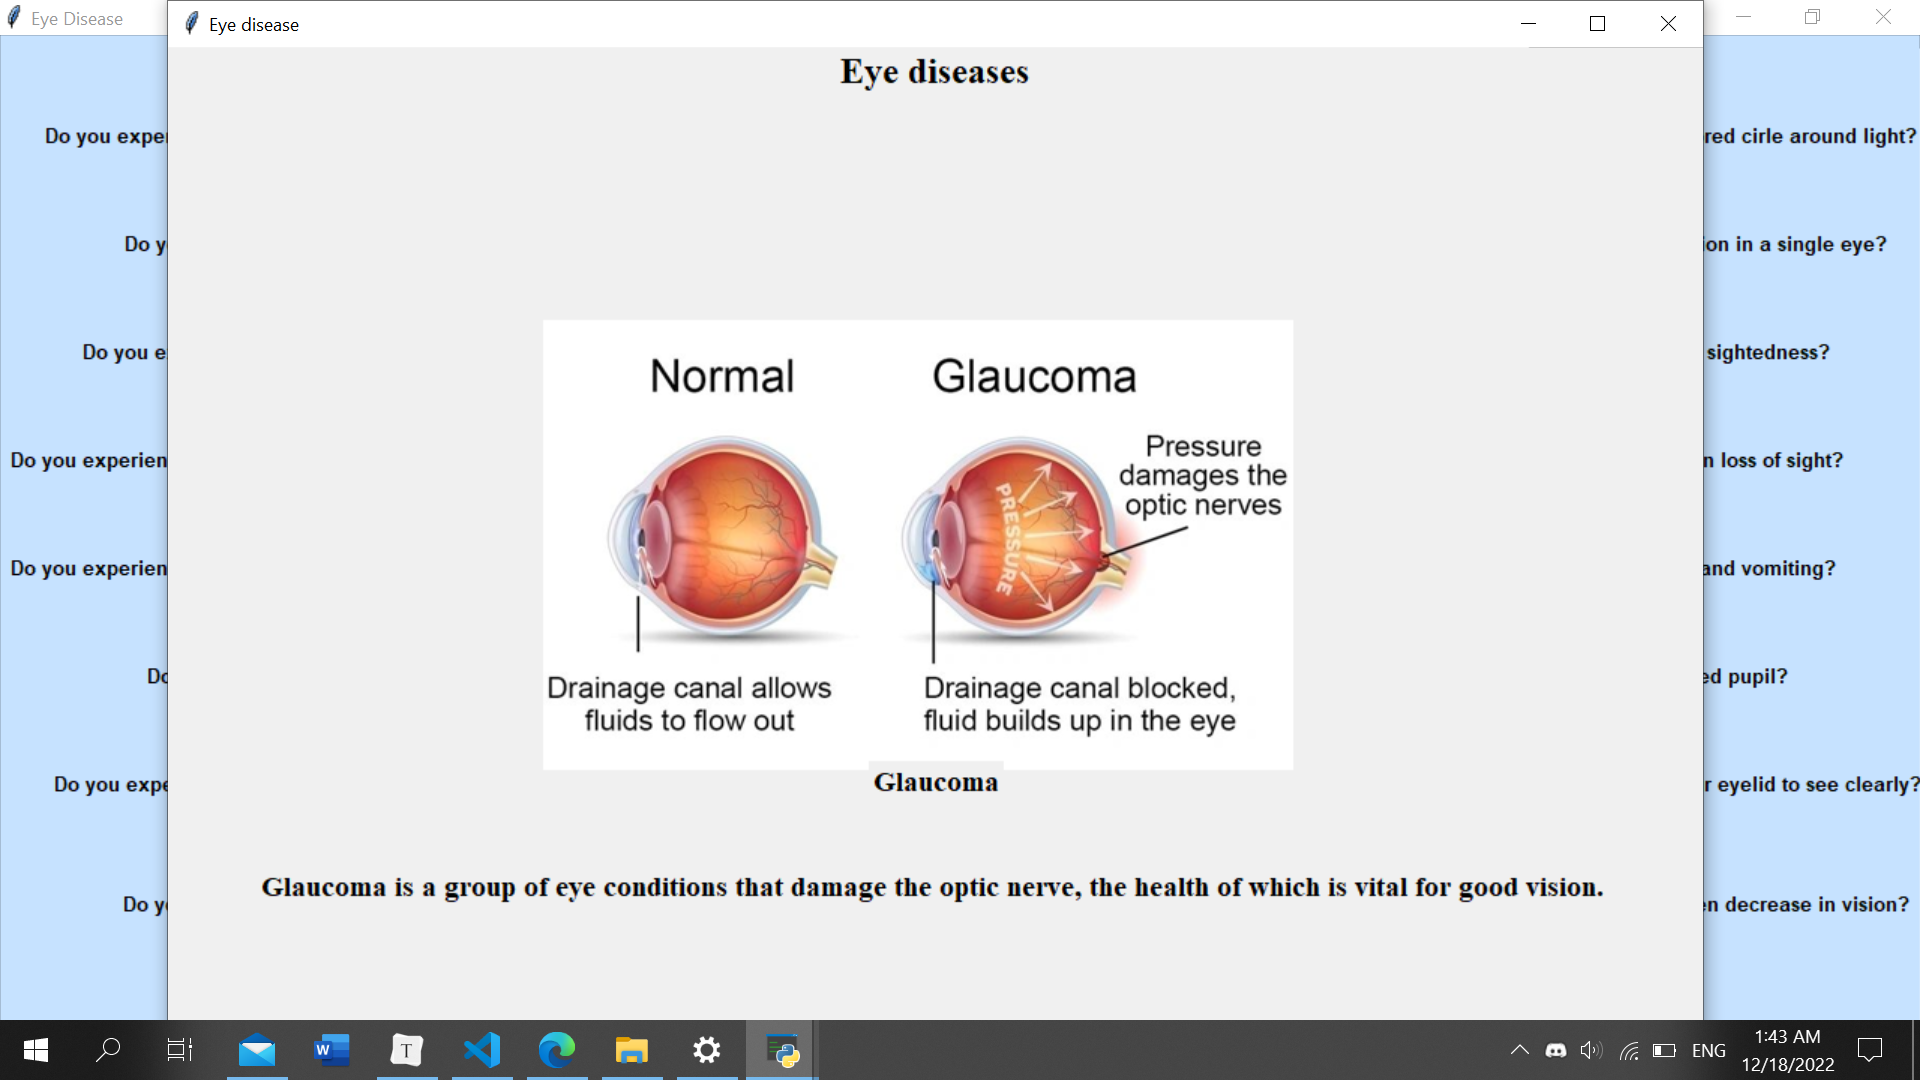 Eye Disease
Eye disease
Eye diseases
Do you exper
red cirle around light?
Do y
ion in a single eye?
Do you e
sightedness?
Do you experien
n loss of sight?
Do you experien
and vomiting?
Do
ed pupil?
Do you expe
r eyelid to see clearly?
Do y
en decrease in vision?
Normal
Glaucoma
Pressure
damages the
optic nerves
PRESSURE
Drainage canal allows
fluids to flow out
Drainage canal blocked,
fluid builds up in the eye
Glaucoma
Glaucoma is a group of eye conditions that damage the optic nerve, the health of which is vital for good vision.
W
T
ENG
1:43 AM
12/18/2022